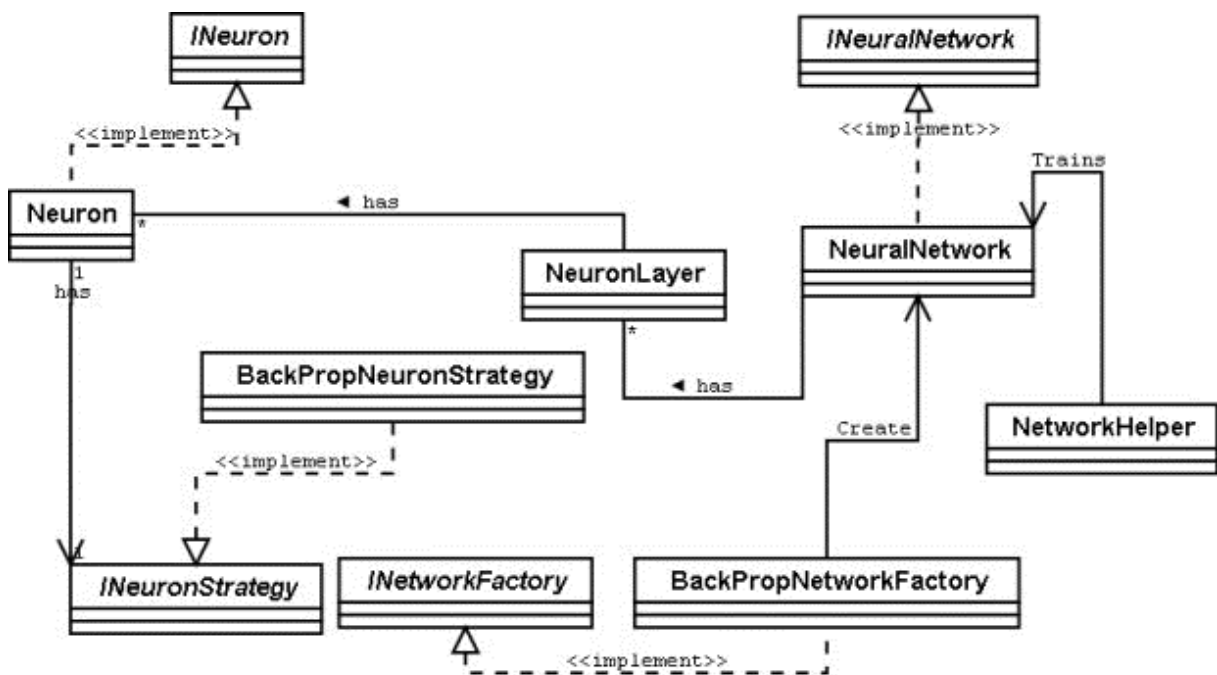 INeuron
INeuralNetwork
<<implement>>
<<implement>>
Trains
Neuron
◄ has
*
NeuralNetwork
NeuronLayer
1
has
*
BackPropNeuronStrategy
◄ has
NetworkHelper
Create
<<implement>>
1
INeuronStrategy
INetworkFactory
BackPropNetworkFactory
<<implement>>